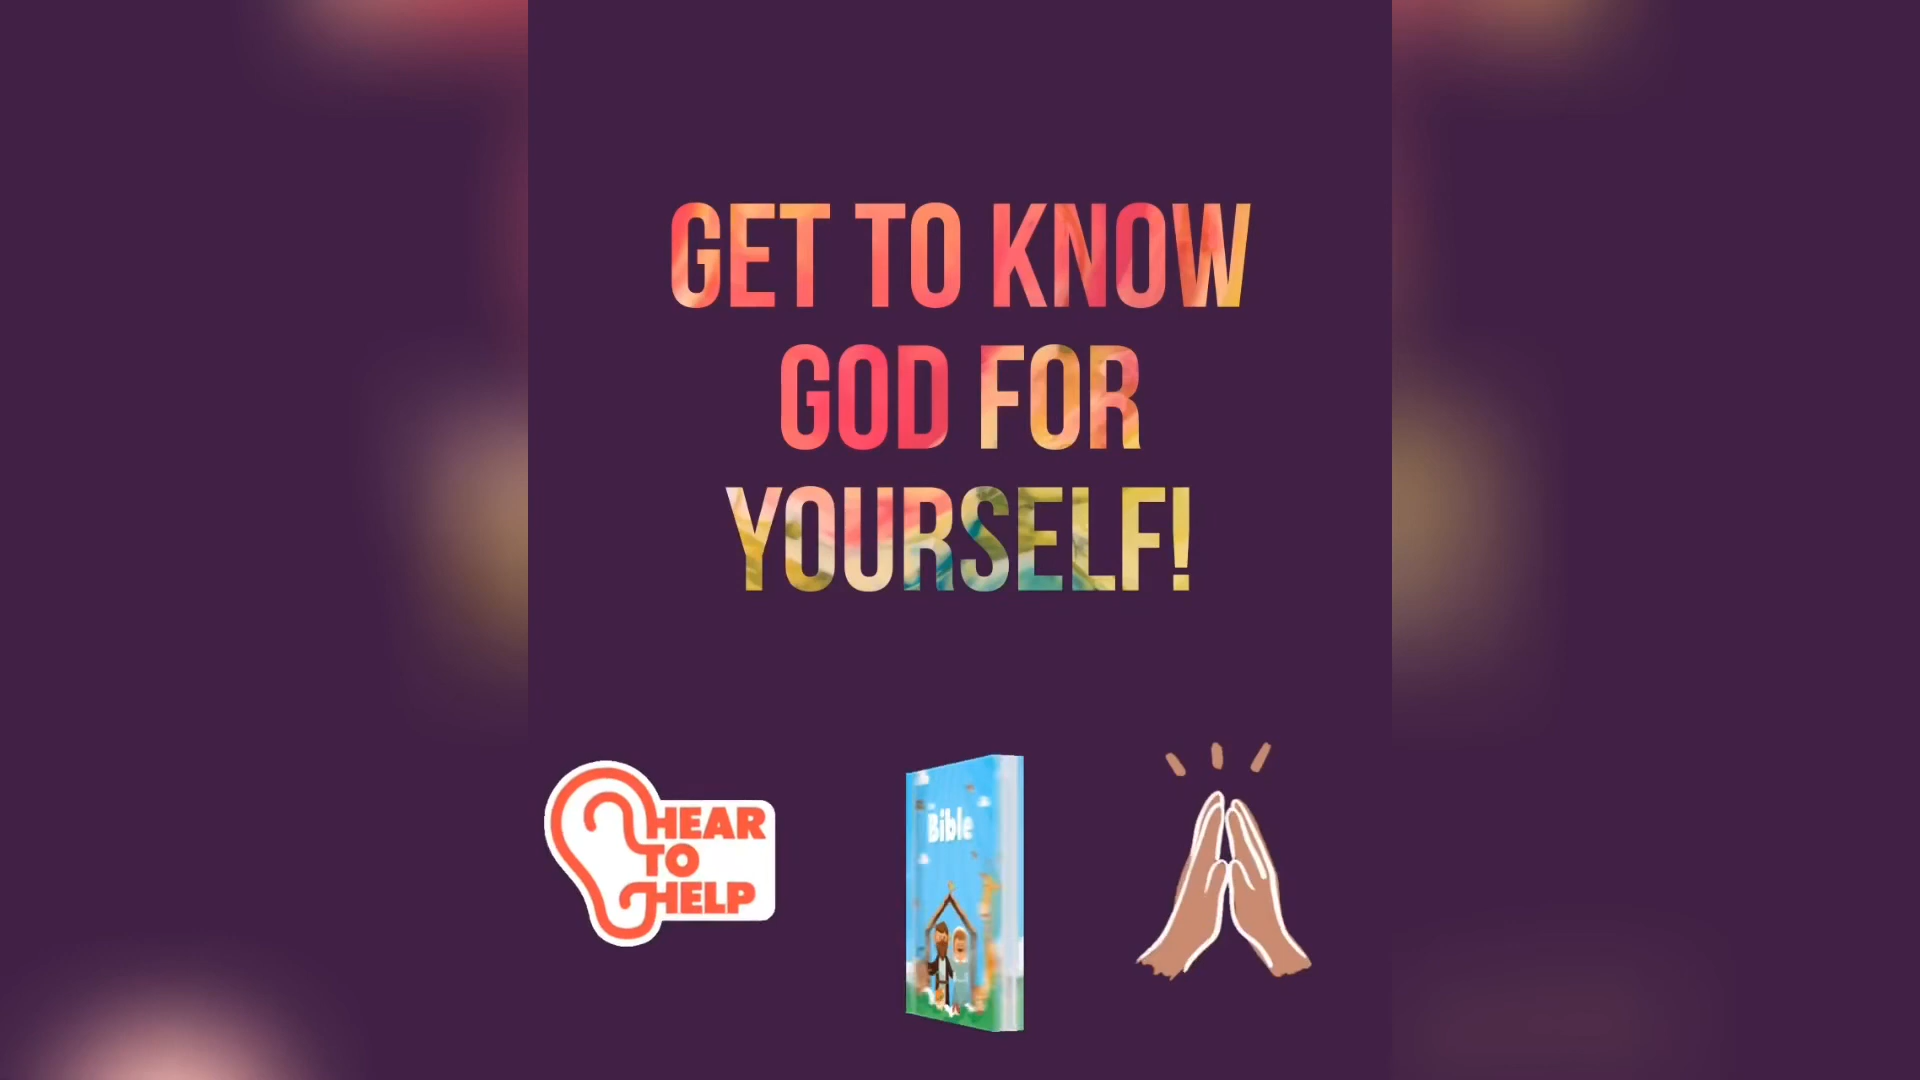 GET TO KNOW
GOD FOR
YOURSELF!
HEAR
TO
HELP
Bible